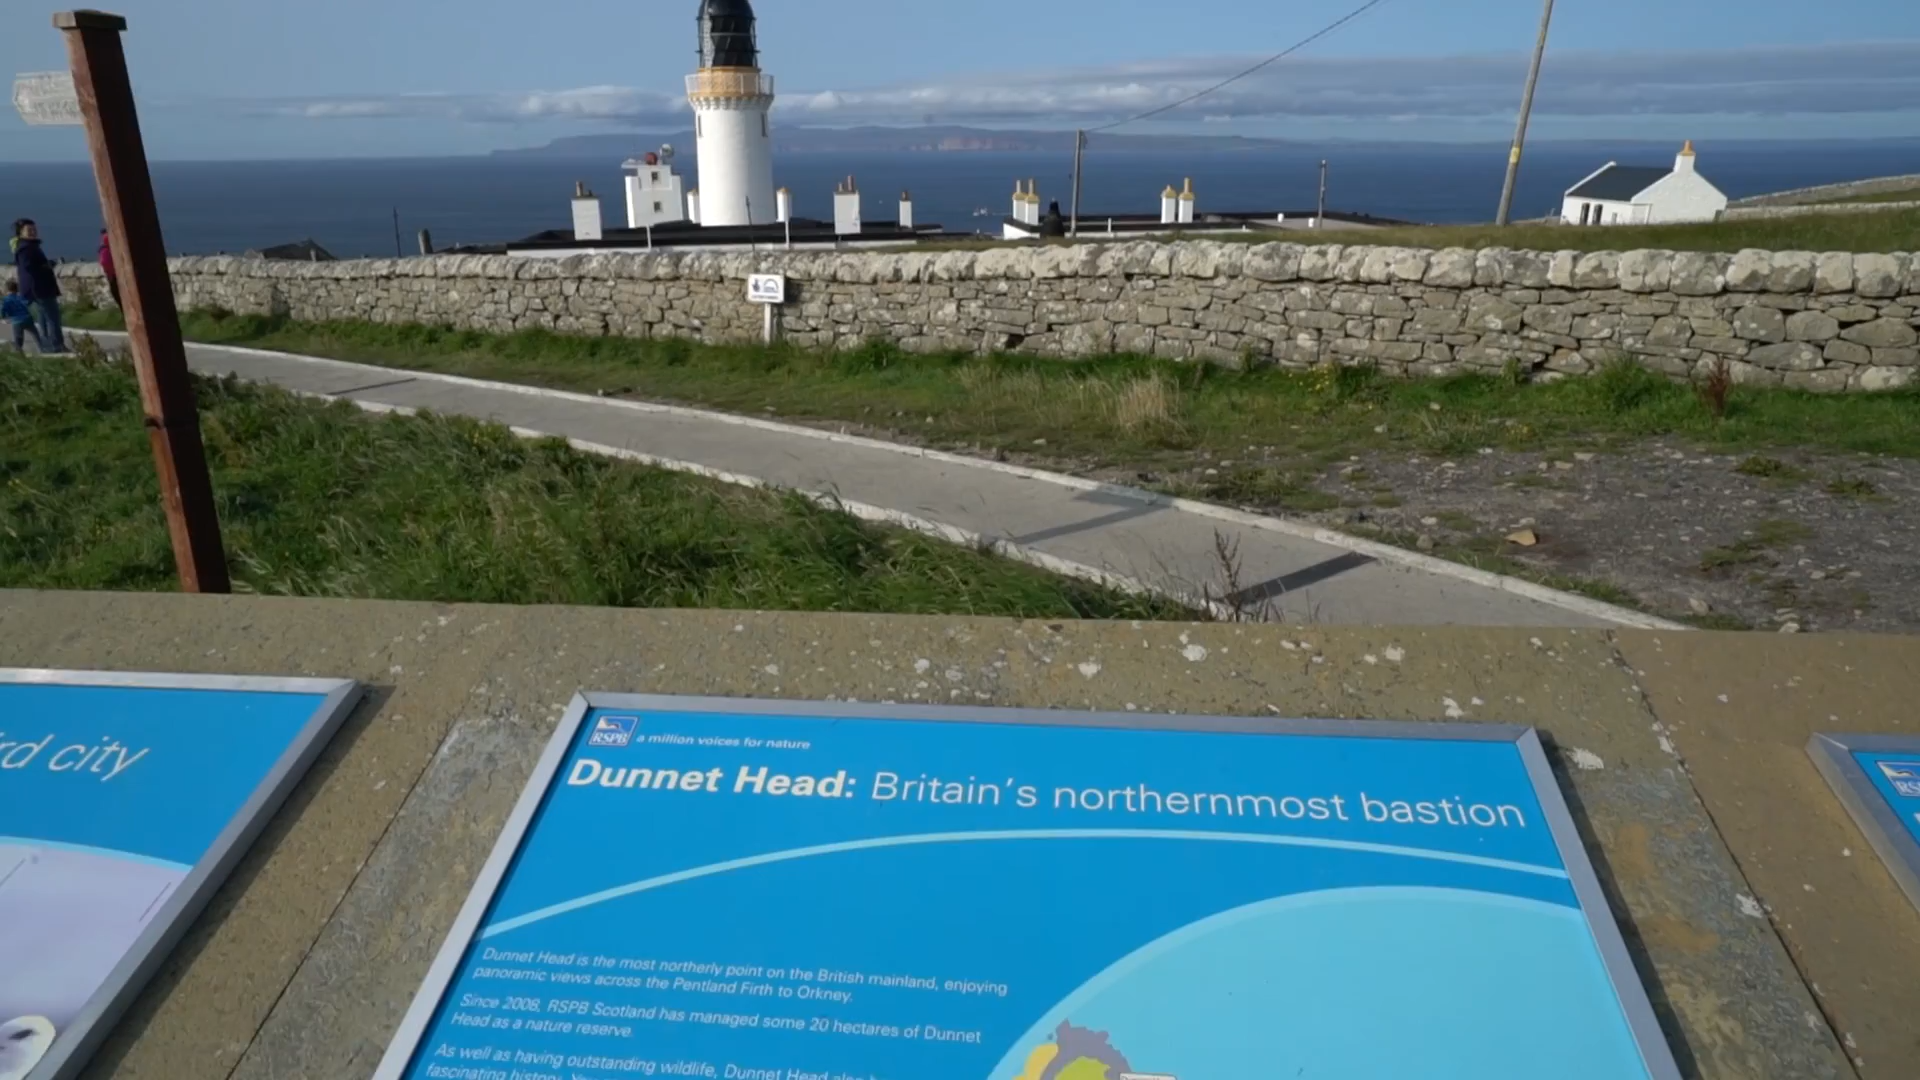 rd city
RSPB a million voices for nature
Dunnet Head: Britain's northernmost bastion
Dunnet Head is the most northerly point on the British mainland, enjoying
panoramic views across the Pentland Firth to Orkney.
Since 2008, RSPB Scotland has managed some 20 hectares of Dunnet
Head as a nature reserve.
As well as having outstanding wildlife, Dunnet Head
fascinating history.